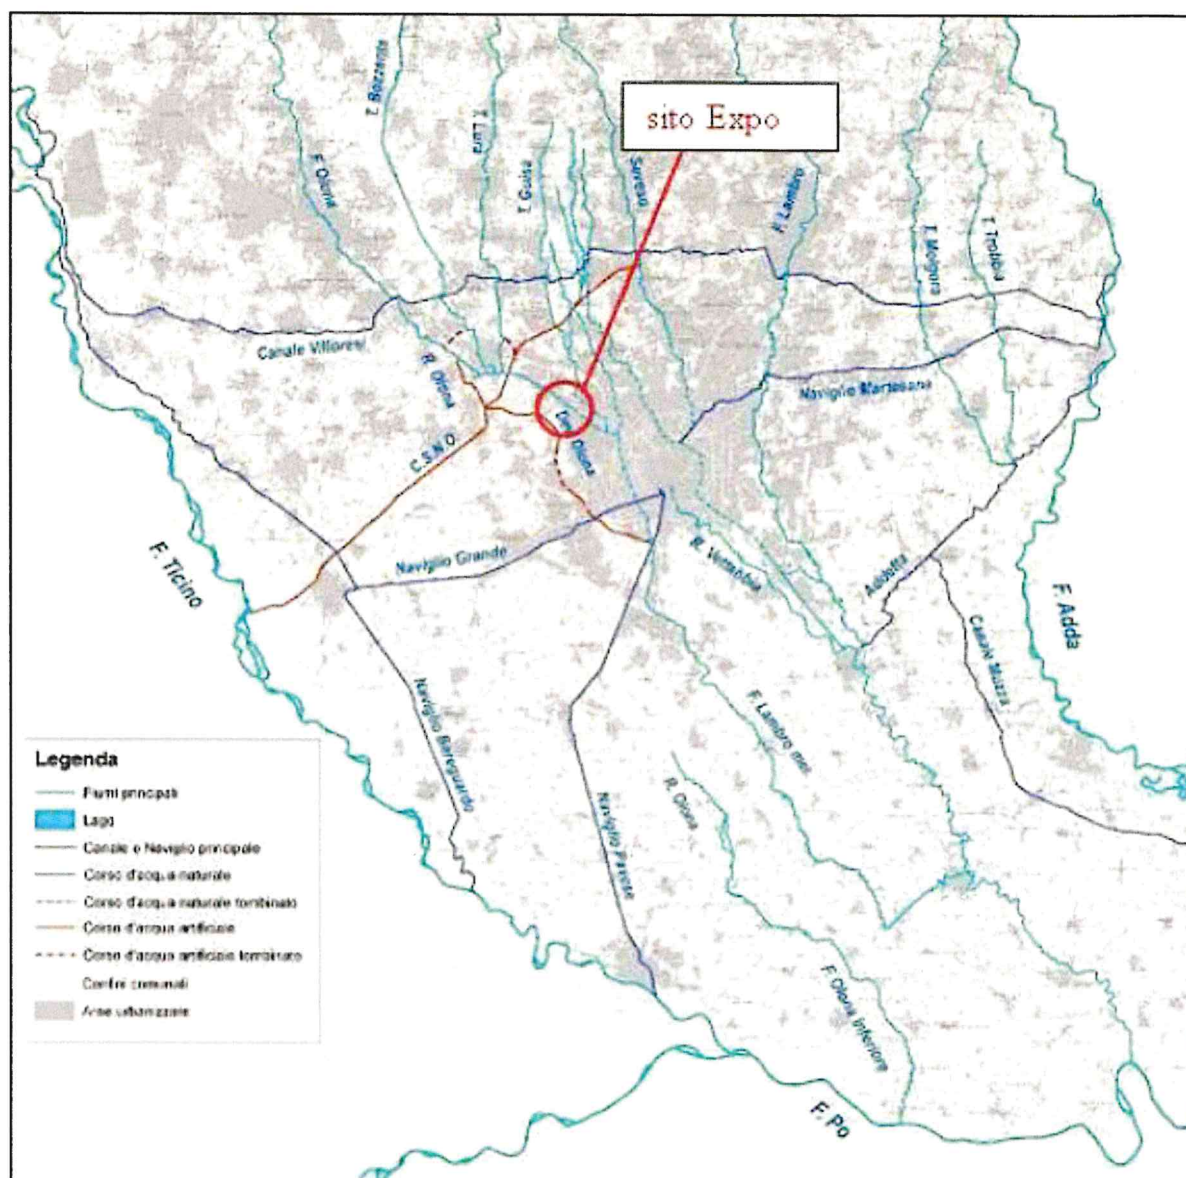 sito Expo
T. Bozzente
T. Lura
T. Guisa
Seveso
F. Olona
F. Lambro
T. Molgora
T. Trobbia
Canale Villoresi
R. Olona
Naviglio Martesana
C.S.N.O.
Olona
F. Ticino
Naviglio Grande
R. Vettabbia
Addetta
F. Adda
Canale Muzza
Naviglio Bereguardo
F. Lambro mer.
R. Olona
Naviglio Pavese
F. Olona Inferiore
F. Po
Legenda
Fiumi principali
Lago
Canale o Naviglio principale
Corso d'acqua naturale
Corso d'acqua naturale tombinato
Corso d'acqua artificiale
Corso d'acqua artificiale tombinato
Confini comunali
Aree urbanizzate